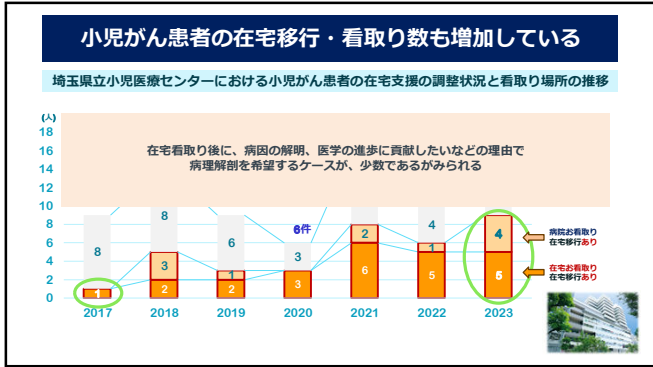 小児がん患者の在宅移行・看取り数も増加している
埼玉県立小児医療センターにおける小児がん患者の在宅支援の調整状況と看取り場所の推移
(人)
18
16
14
12
10
8
6
4
2
0
在宅看取り後に、病因の解明、医学の進歩に貢献したいなどの理由で
病理解剖を希望するケースが、少数であるがみられる
8
1
8
3
2
6
1
2
6件
3
3
2
6
4
1
5
4
5
病院お看取り
在宅移行あり
在宅お看取り
在宅移行あり
2017 2018 2019 2020 2021 2022 2023